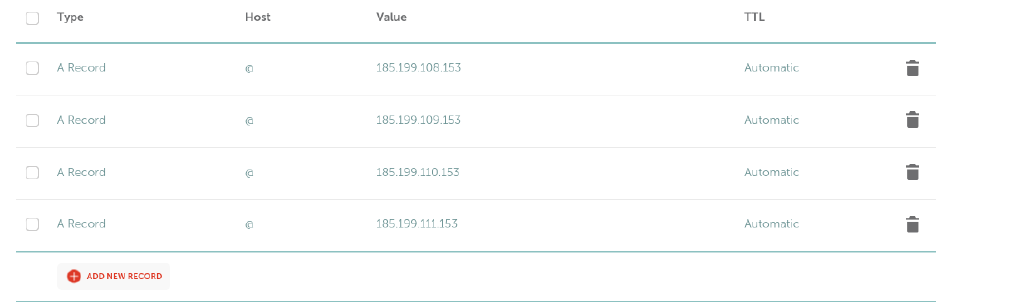 Type Host Value TTL
A Record @ 185.199.108.153 Automatic
A Record @ 185.199.109.153 Automatic
A Record @ 185.199.110.153 Automatic
A Record @ 185.199.111.153 Automatic
ADD NEW RECORD